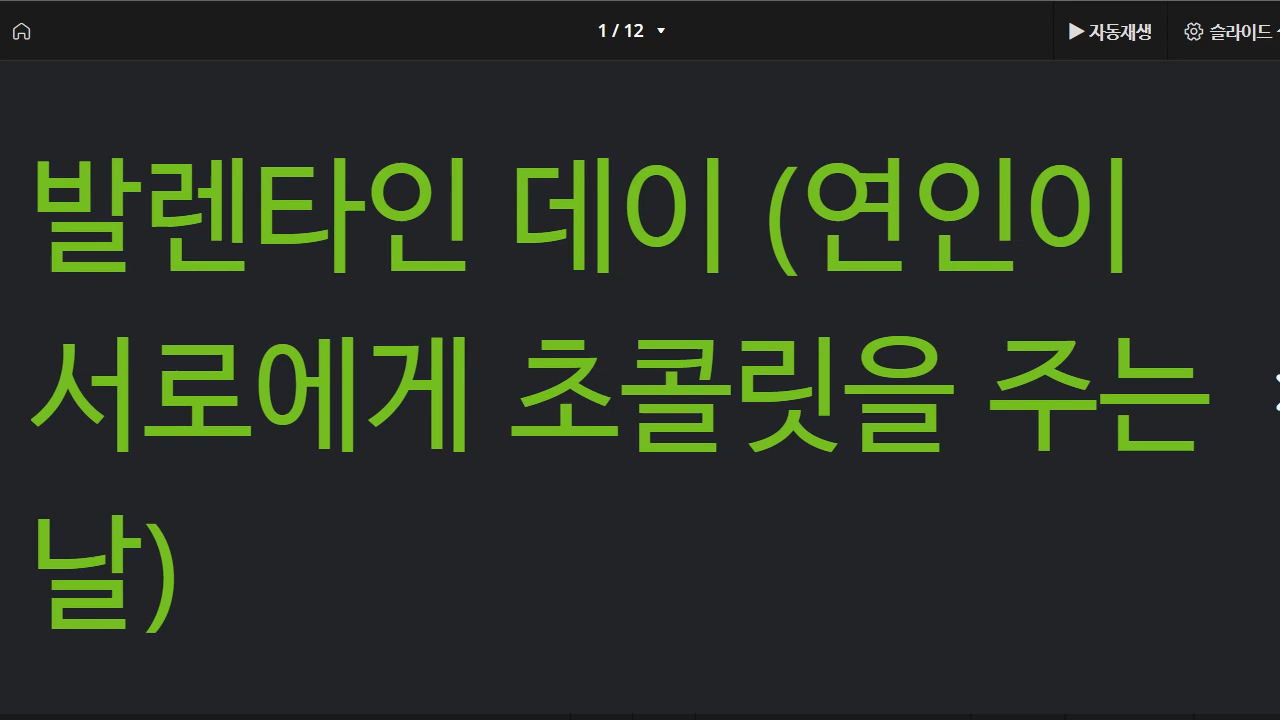 1 / 12
자동재생
슬라이드
발렌타인 데이 (연인이
서로에게 초콜릿을 주는
날)